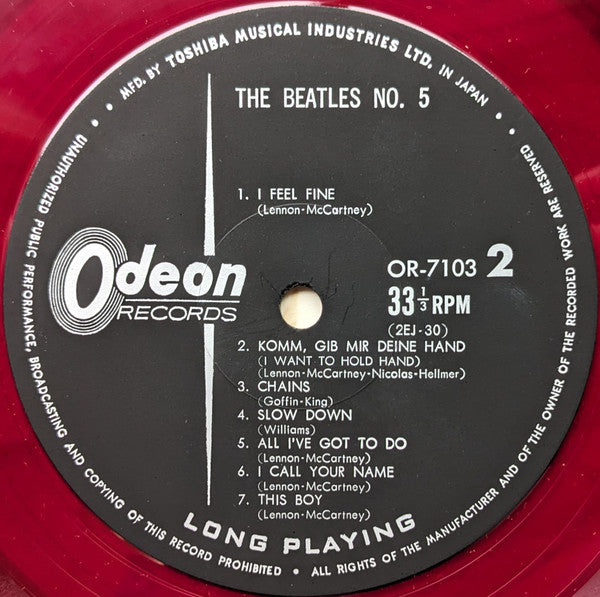 MFD. BY TOSHIBA MUSICAL INDUSTRIES LTD. IN JAPAN •
THE BEATLES NO. 5
1. I FEEL FINE
(Lennon-McCartney)
Odeon
RECORDS
OR-7103 2
33 1/3 RPM
(2EJ-30)
2. KOMM, GIB MIR DEINE HAND
(I WANT TO HOLD HAND)
(Lennon-McCartney-Nicolas-Hellmer)
3. CHAINS
(Goffin-King)
4. SLOW DOWN
(Williams)
5. ALL I'VE GOT TO DO
(Lennon-McCartney)
6. I CALL YOUR NAME
(Lennon-McCartney)
7. THIS BOY
(Lennon-McCartney)
LONG PLAYING
• UNAUTHORIZED PUBLIC PERFORMANCE, BROADCASTING AND COPYING OF THIS RECORD PROHIBITED • ALL RIGHTS OF THE MANUFACTURER AND OF THE OWNER OF THE RECORDED WORK ARE RESERVED